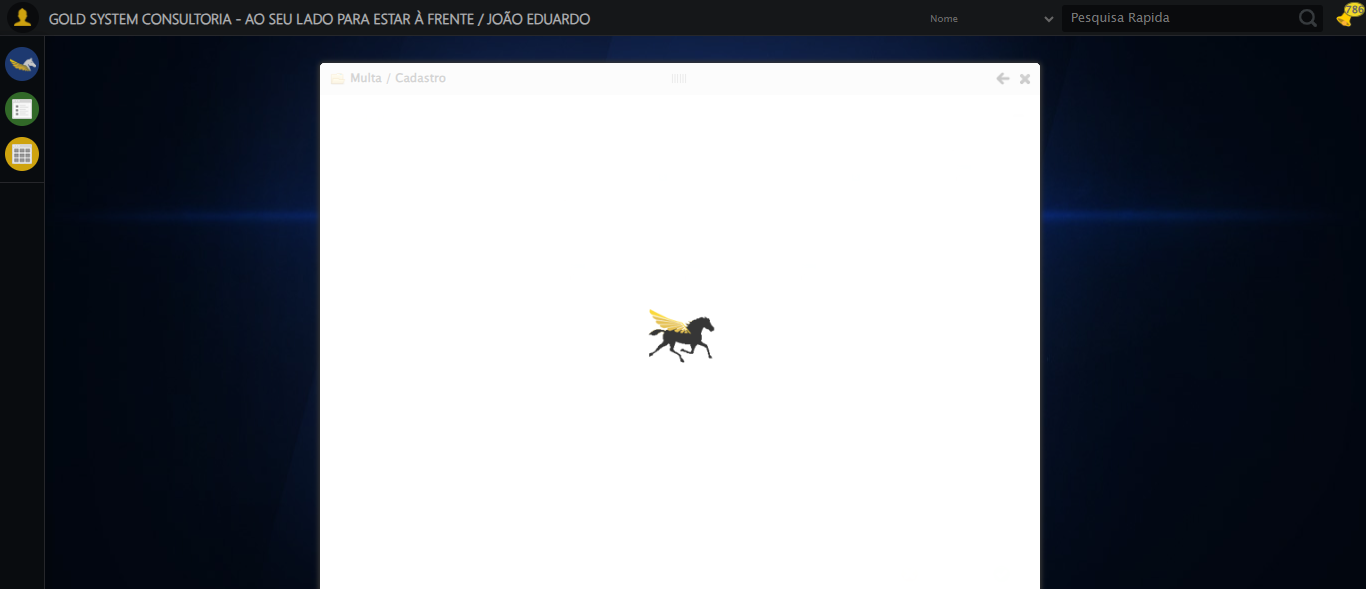 GOLD SYSTEM CONSULTORIA - AO SEU LADO PARA ESTAR À FRENTE / JOÃO EDUARDO
Nome
Pesquisa Rapida
786
Multa / Cadastro